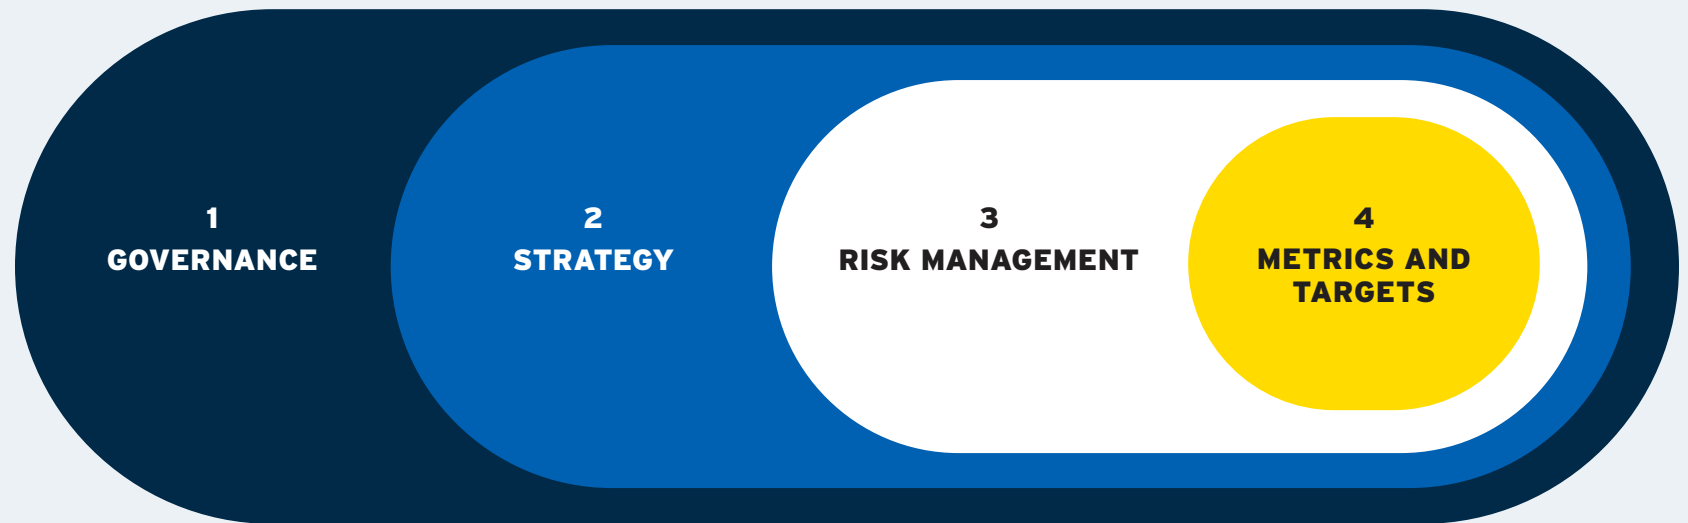 1
GOVERNANCE
2
STRATEGY
3
RISK MANAGEMENT
4
METRICS AND
TARGETS